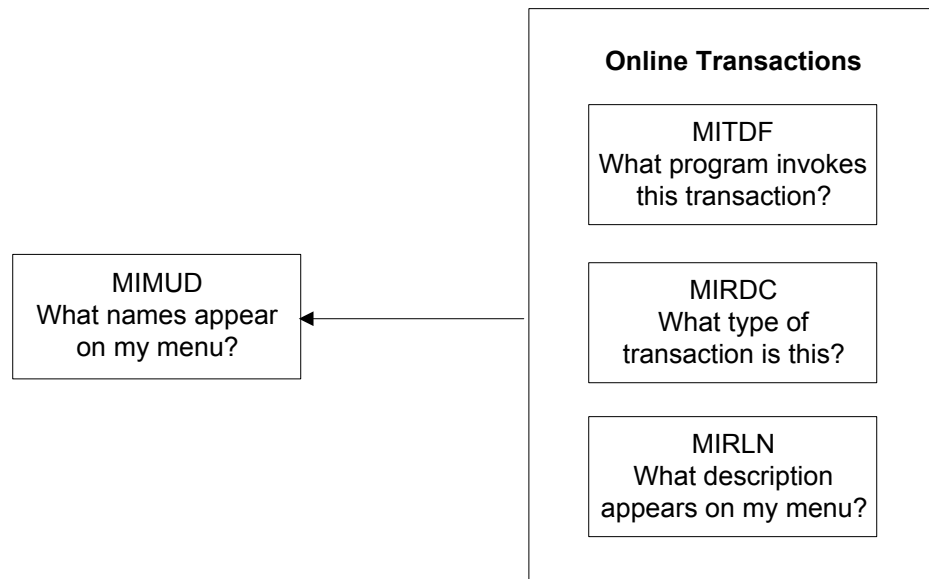 Online Transactions
MITDF
What program invokes
this transaction?
MIMUD
What names appear
on my menu?
MIRDC
What type of
transaction is this?
MIRLN
What description
appears on my menu?